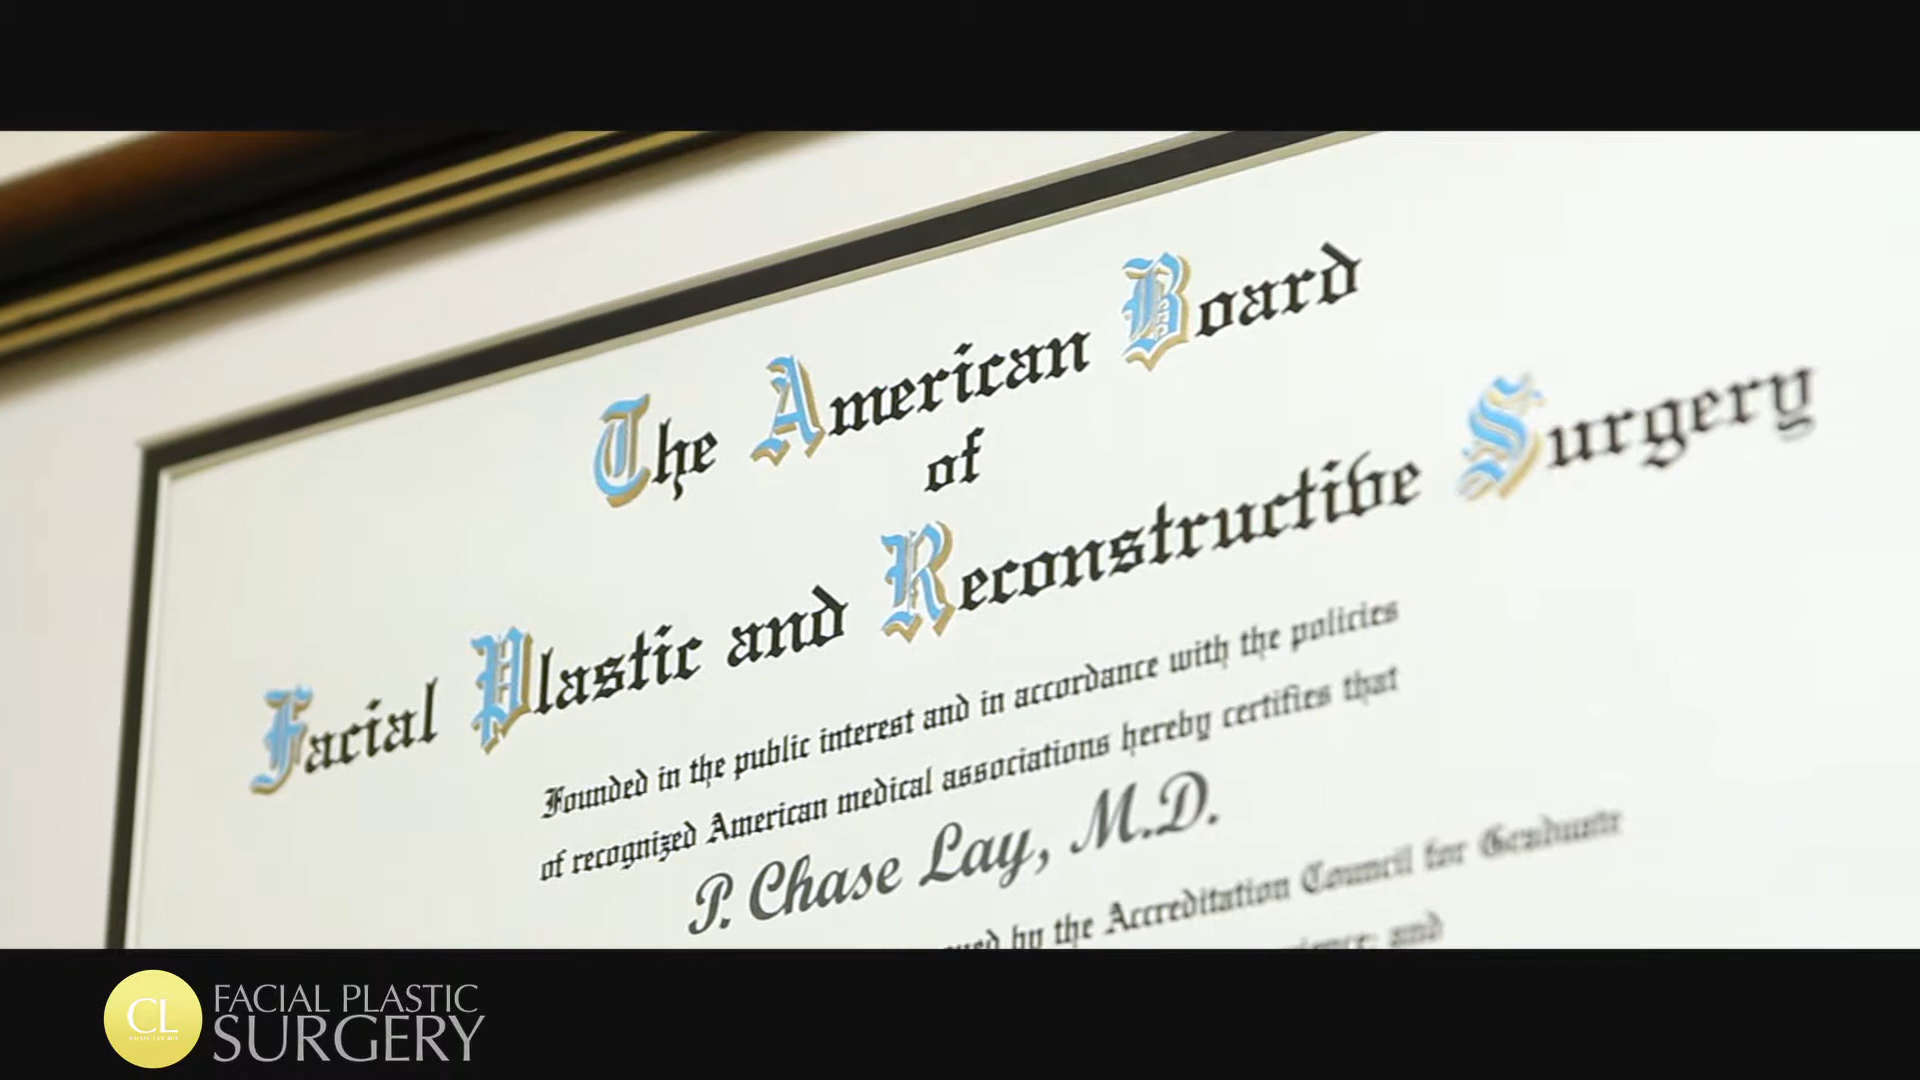 The American Board
of
Facial Plastic and Reconstructive Surgery
Founded in the public interest and in accordance with the policies
of recognized American medical associations hereby certifies that
P. Chase Lay, M.D.
by the Accreditation Council for Graduate
and
CL
FACIAL PLASTIC
SURGERY